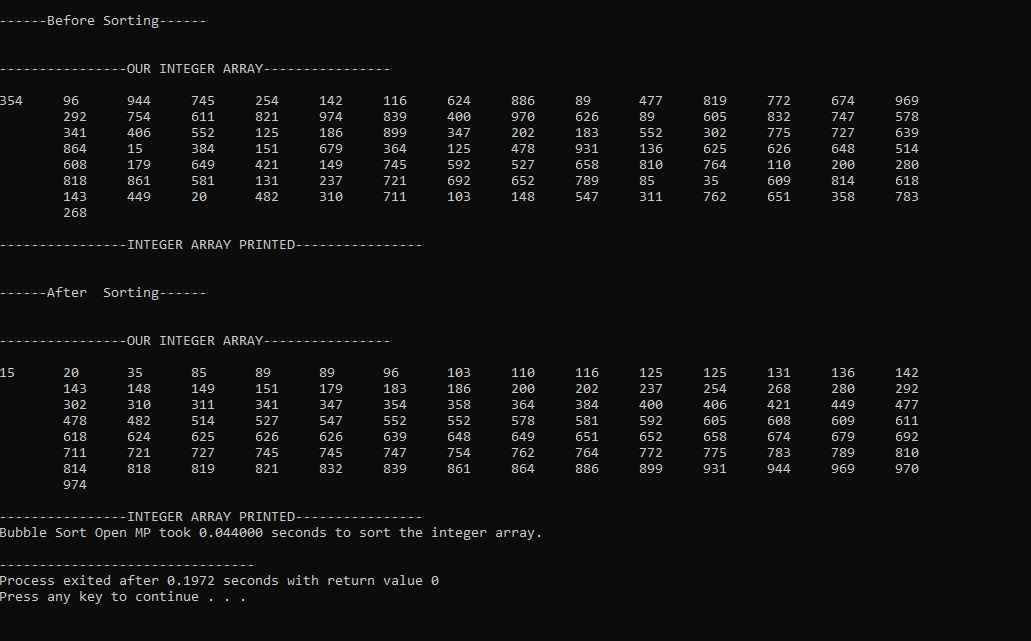 ------Before Sorting------
----------------OUR INTEGER ARRAY----------------
354 96 944 745 254 142 116 624 886 89 477 819 772 674 969
292 754 611 821 974 839 400 970 626 89 605 832 747 578
341 406 552 125 186 899 347 202 183 552 302 775 727 639
864 15 384 151 679 364 125 478 931 136 625 626 648 514
608 179 649 421 149 745 592 527 658 810 764 110 200 280
818 861 581 131 237 721 692 652 789 85 35 609 814 618
143 449 20 482 310 711 103 148 547 311 762 651 358 783
268
----------------INTEGER ARRAY PRINTED----------------
------After  Sorting------
----------------OUR INTEGER ARRAY----------------
15 20 35 85 89 89 96 103 110 116 125 125 131 136 142
143 148 149 151 179 183 186 200 202 237 254 268 280 292
302 310 311 341 347 354 358 364 384 400 406 421 449 477
478 482 514 527 547 552 552 578 581 592 605 608 609 611
618 624 625 626 626 639 648 649 651 652 658 674 679 692
711 721 727 745 745 747 754 762 764 772 775 783 789 810
814 818 819 821 832 839 861 864 886 899 931 944 969 970
974
----------------INTEGER ARRAY PRINTED----------------
Bubble Sort Open MP took 0.044000 seconds to sort the integer array.
--------------------------------
Process exited after 0.1972 seconds with return value 0
Press any key to continue . . .